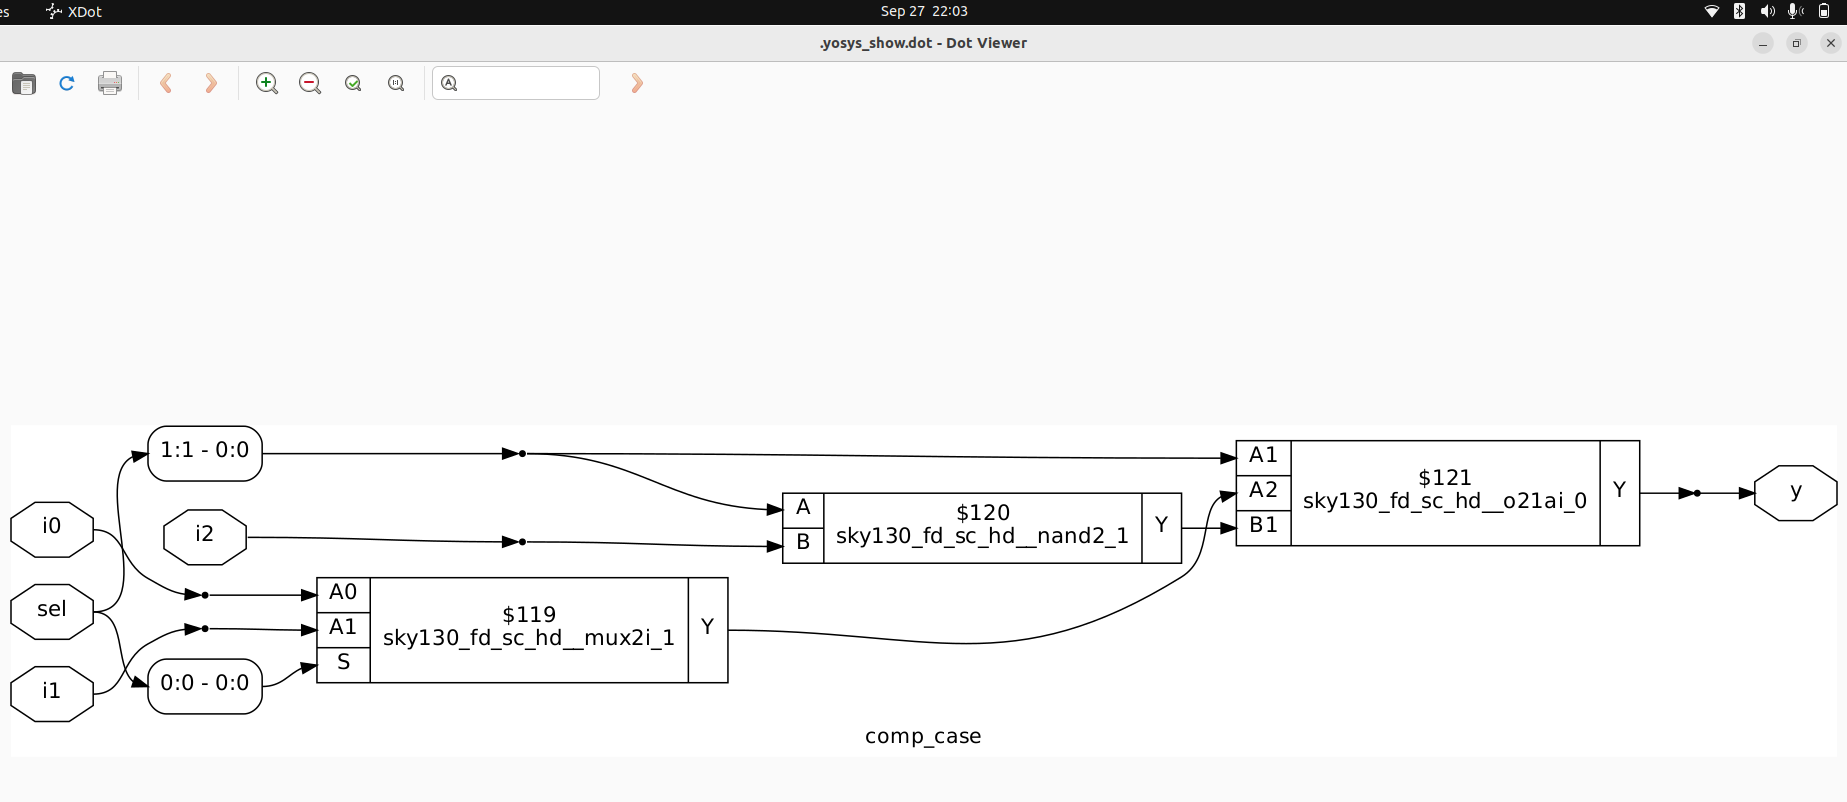 es XDot Sep 27 22:03
.yosys_show.dot - Dot Viewer
1:1 - 0:0
i0
i2
sel
i1
0:0 - 0:0
A0
A1
S
$119
sky130_fd_sc_hd__mux2i_1
Y
A
B
$120
sky130_fd_sc_hd__nand2_1
Y
A1
A2
B1
$121
sky130_fd_sc_hd__o21ai_0
Y
y
comp_case